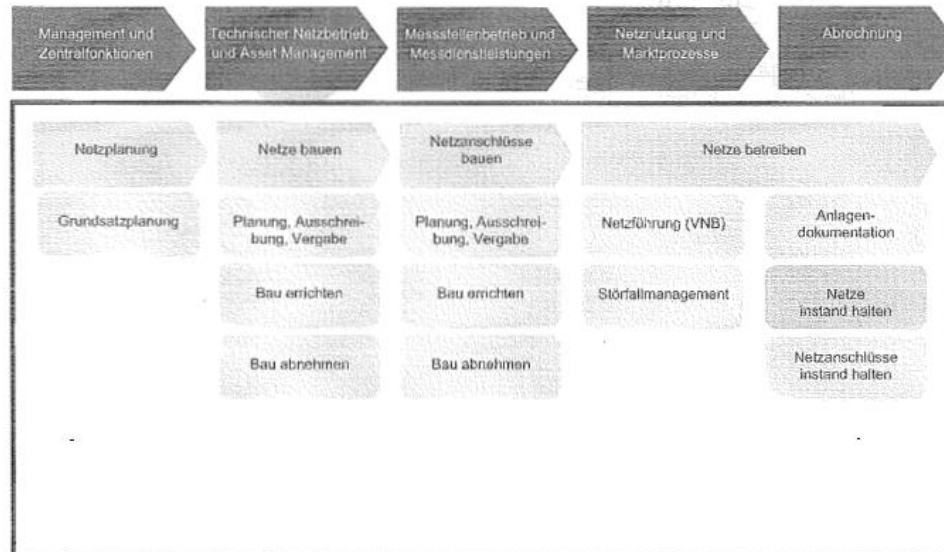 Management und
Zentralfunktionen
Technischer Netzbetrieb
und Asset Management
Messstellenbetrieb und
Messdienstleistungen
Netznutzung und
Marktprozesse
Abrechnung
Netzplanung
Netze bauen
Netzanschlüsse
bauen
Netze betreiben
Grundsatzplanung
Planung, Ausschrei-
bung, Vergabe
Planung, Ausschrei-
bung, Vergabe
Netzführung (VNB)
Anlagen-
dokumentation
Bau errichten
Bau errichten
Störfallmanagement
Netze
instand halten
Bau abnehmen
Bau abnehmen
Netzanschlüsse
instand halten